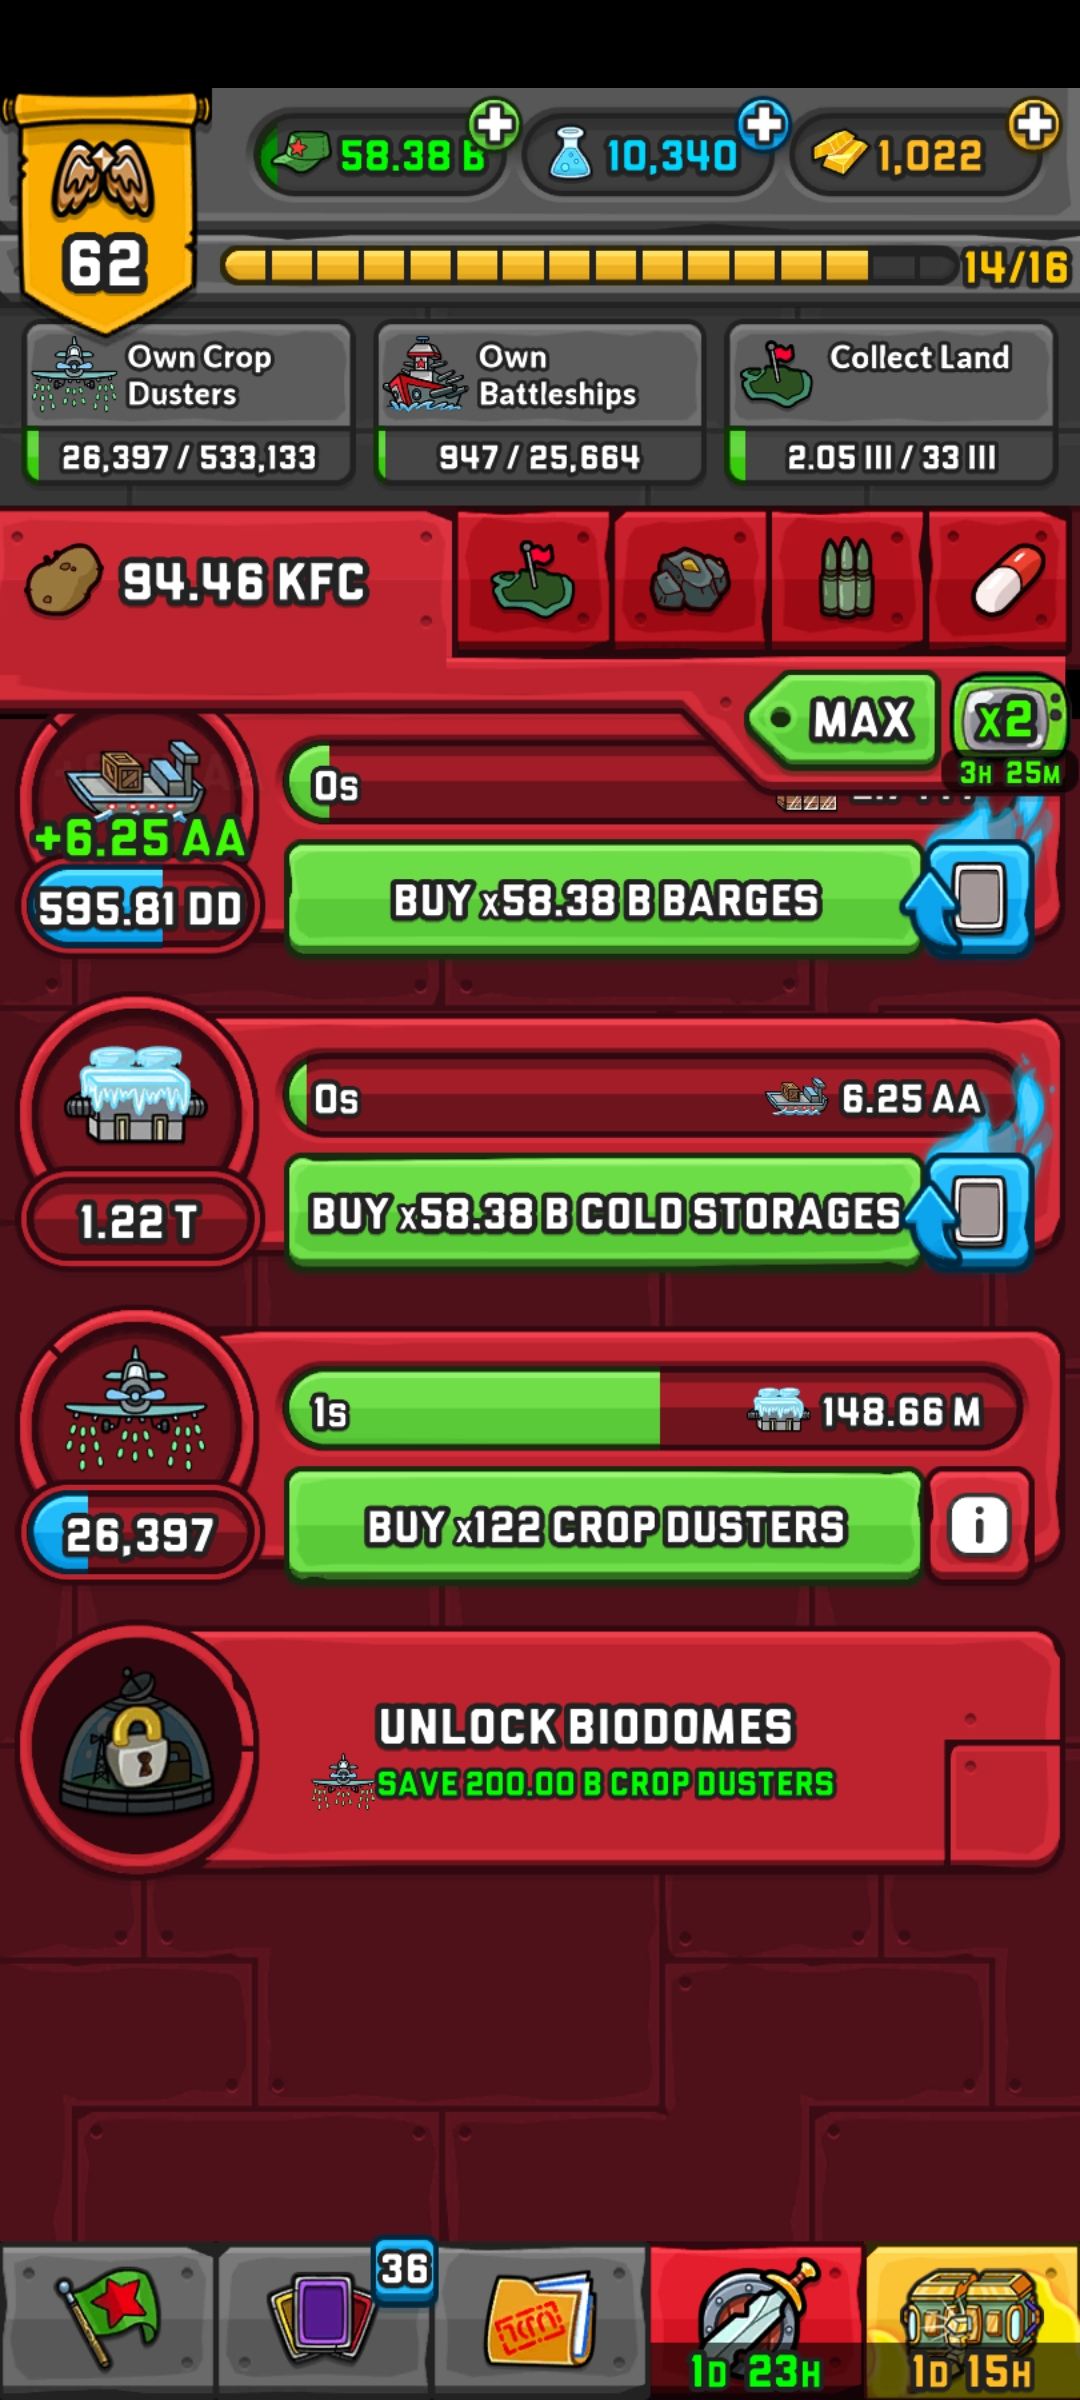 58.38 B
10,340
1,022
62
14/16
Own Crop
Dusters
26,397 / 533,133
Own
Battleships
947 / 25,664
Collect Land
2.05 III / 33 III
94.46 KFC
MAX
x2
3H 25M
0s
+6.25 AA
595.81 DD
BUY x58.38 B BARGES
0s
6.25 AA
1.22 T
BUY x58.38 B COLD STORAGES
1s
148.66 M
26,397
BUY x122 CROP DUSTERS
i
UNLOCK BIODOMES
SAVE 200.00 B CROP DUSTERS
36
1D 23H
1D 15H